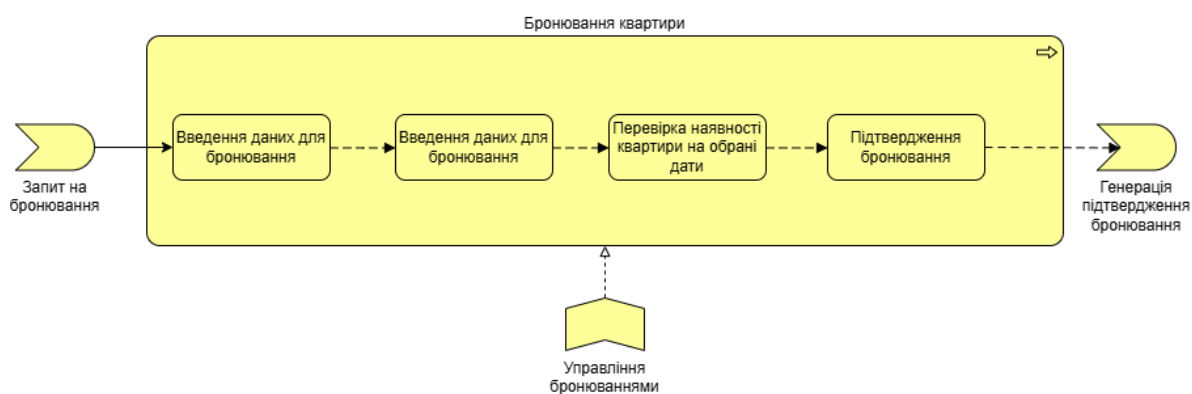 Бронювання квартири
Введення даних для
бронювання
Введення даних для
бронювання
Перевірка наявності
квартири на обрані
дати
Підтвердження
бронювання
Запит на
бронювання
Генерація
підтвердження
бронювання
Управління
бронюваннями